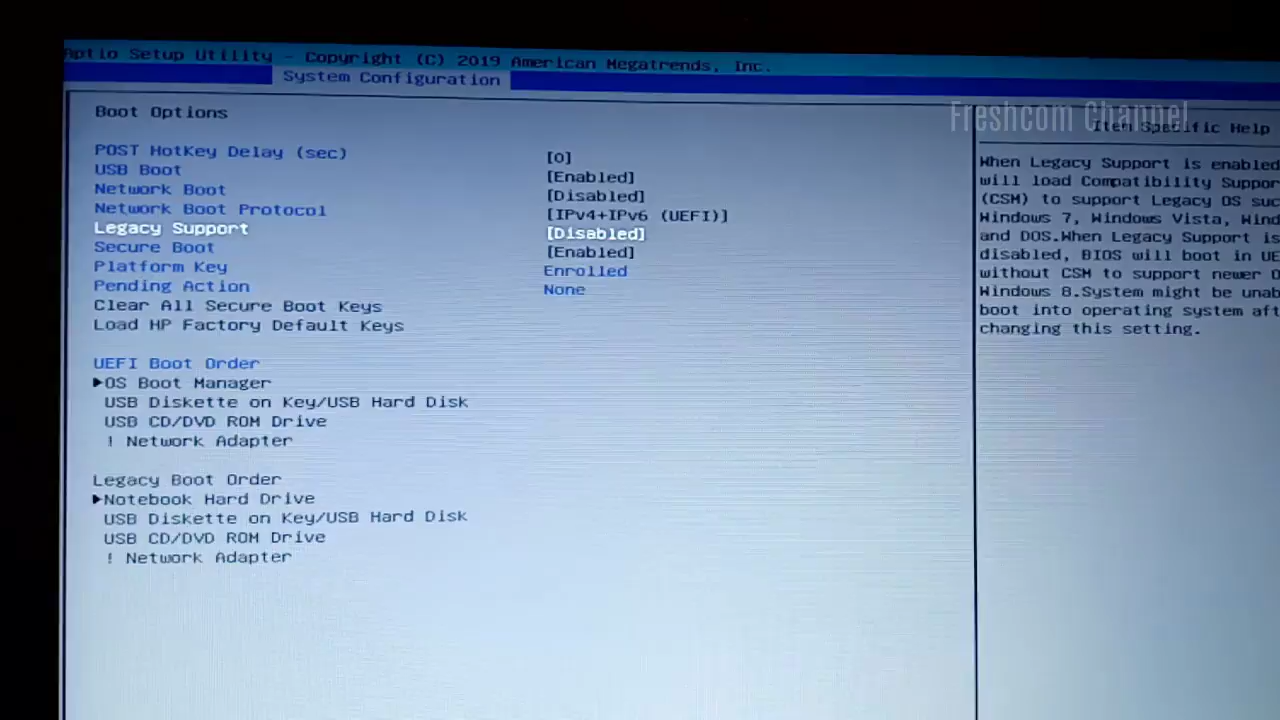 Aptio Setup Utility - Copyright (C) 2019 American Megatrends, Inc.
System Configuration
Boot Options
POST HotKey Delay (sec) [0]
USB Boot [Enabled]
Network Boot [Disabled]
Network Boot Protocol [IPv4+IPv6 (UEFI)]
Legacy Support [Disabled]
Secure Boot [Enabled]
Platform Key Enrolled
Pending Action None
Clear All Secure Boot Keys
Load HP Factory Default Keys
UEFI Boot Order
▶OS Boot Manager
USB Diskette on Key/USB Hard Disk
USB CD/DVD ROM Drive
! Network Adapter
Legacy Boot Order
▶Notebook Hard Drive
USB Diskette on Key/USB Hard Disk
USB CD/DVD ROM Drive
! Network Adapter
Freshcom Channel
Item Specific Help
When Legacy Support is enabled
will load Compatibility Suppor
(CSM) to support Legacy OS suc
Windows 7, Windows Vista, Wind
and DOS.When Legacy Support is
disabled, BIOS will boot in UE
without CSM to support newer O
Windows 8.System might be unab
boot into operating system aft
changing this setting.